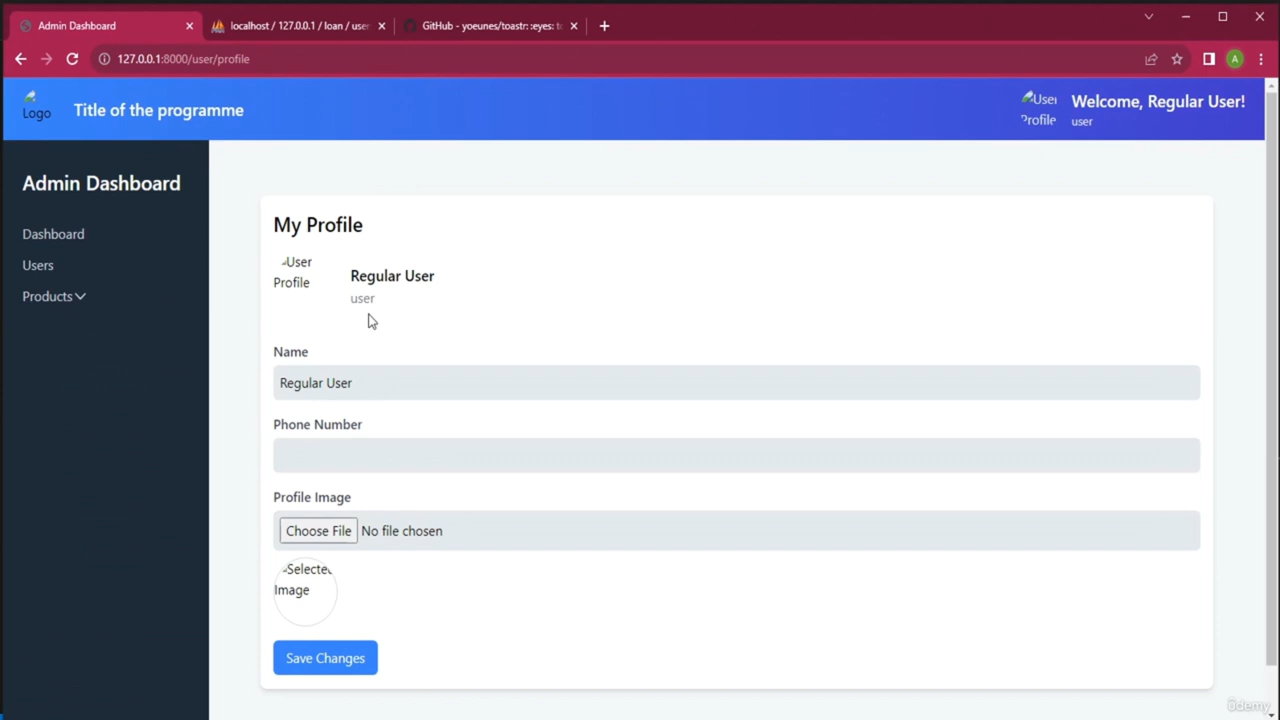 Admin Dashboard
localhost / 127.0.0.1 / loan / user
GitHub - yoeunes/toastr: :eyes: to
127.0.0.1:8000/user/profile
A
Logo
Title of the programme
User
Profile
Welcome, Regular User!
user
Admin Dashboard
Dashboard
Users
Products
My Profile
User
Profile
Regular User
user
Name
Regular User
Phone Number
Profile Image
Choose File No file chosen
Selected
Image
Save Changes
ûdemy